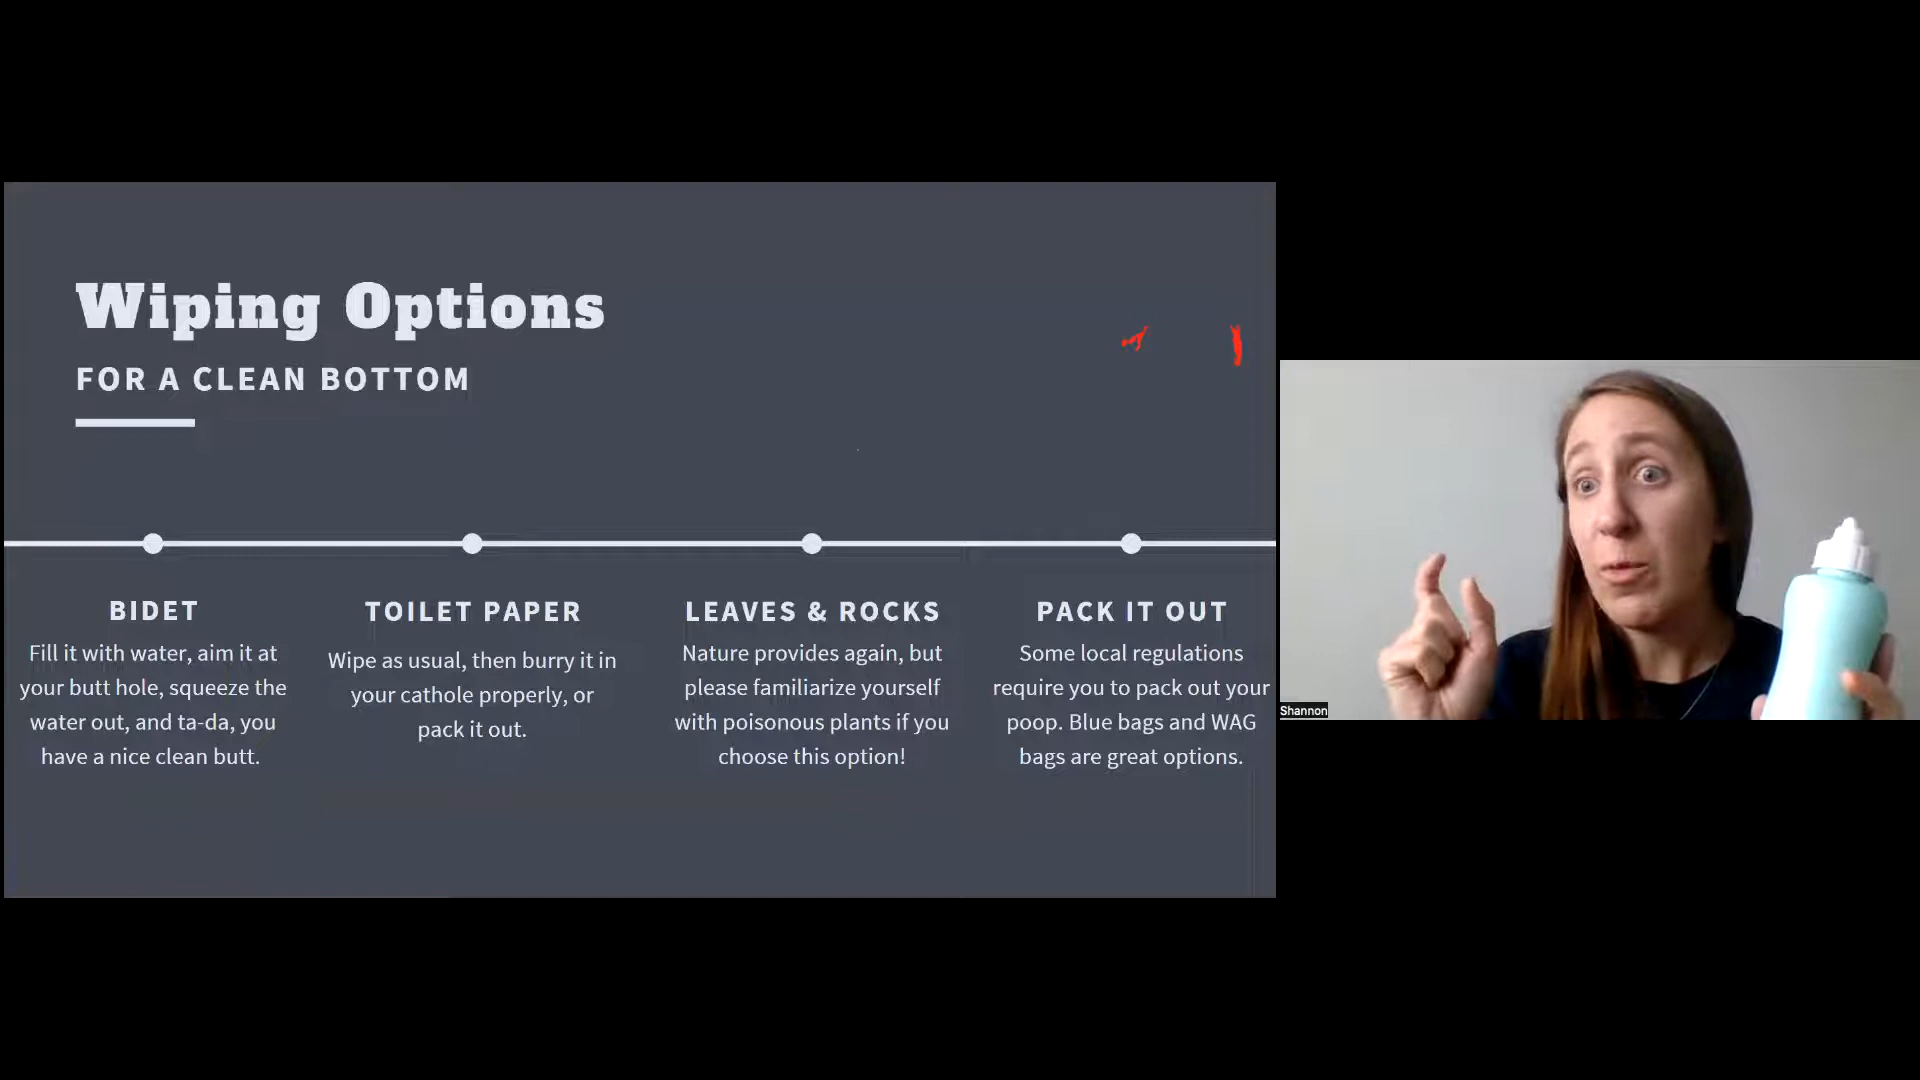 Wiping Options
FOR A CLEAN BOTTOM
BIDET
Fill it with water, aim it at
your butt hole, squeeze the
water out, and ta-da, you
have a nice clean butt.
TOILET PAPER
Wipe as usual, then burry it in
your cathole properly, or
pack it out.
LEAVES & ROCKS
Nature provides again, but
please familiarize yourself
with poisonous plants if you
choose this option!
PACK IT OUT
Some local regulations
require you to pack out your
poop. Blue bags and WAG
bags are great options.
Shannon